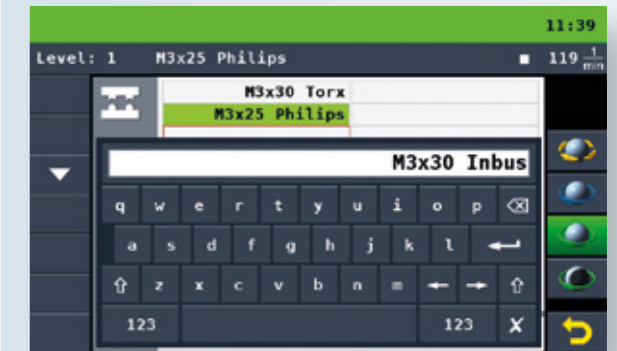 11:39
Level: 1 M3x25 Philips 119 1/min
M3x30 Torx
M3x25 Philips
M3x30 Inbus
q w e r t y u i o p
a s d f g h j k l
z x c v b n m
123 123 X